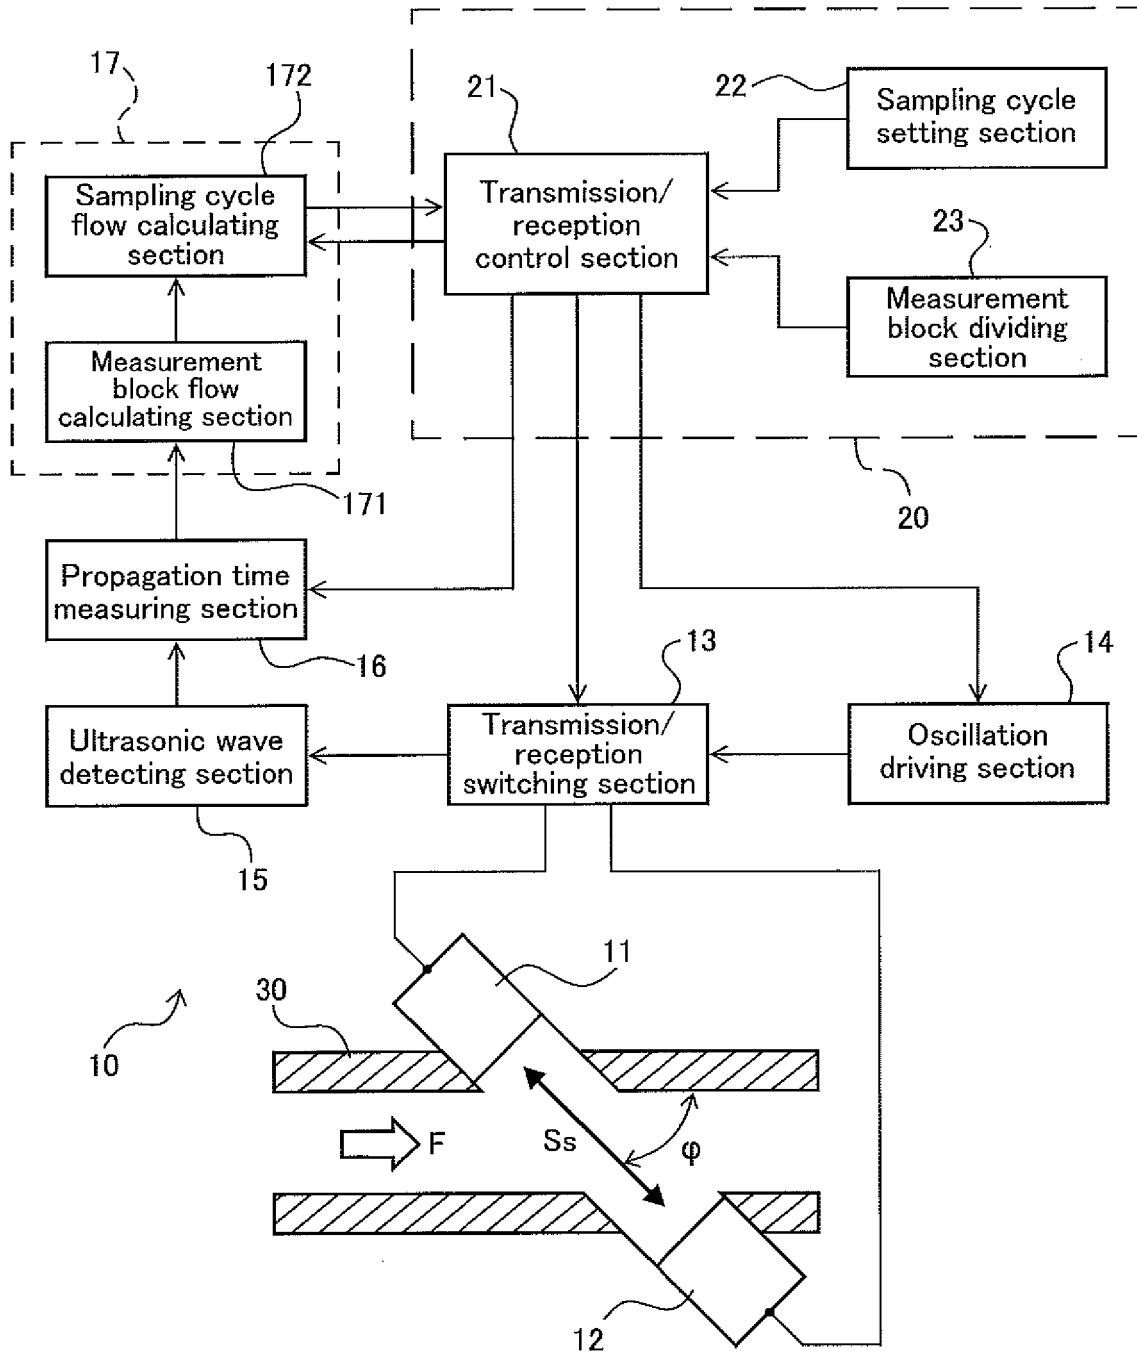 17
172
21
22
Sampling cycle
setting section
Sampling cycle
flow calculating
section
Transmission/
reception
control section
23
Measurement
block dividing
section
Measurement
block flow
calculating section
171
20
Propagation time
measuring section
16
13
14
Ultrasonic wave
detecting section
Transmission/
reception
switching section
Oscillation
driving section
15
11
30
10
F
Ss
φ
12